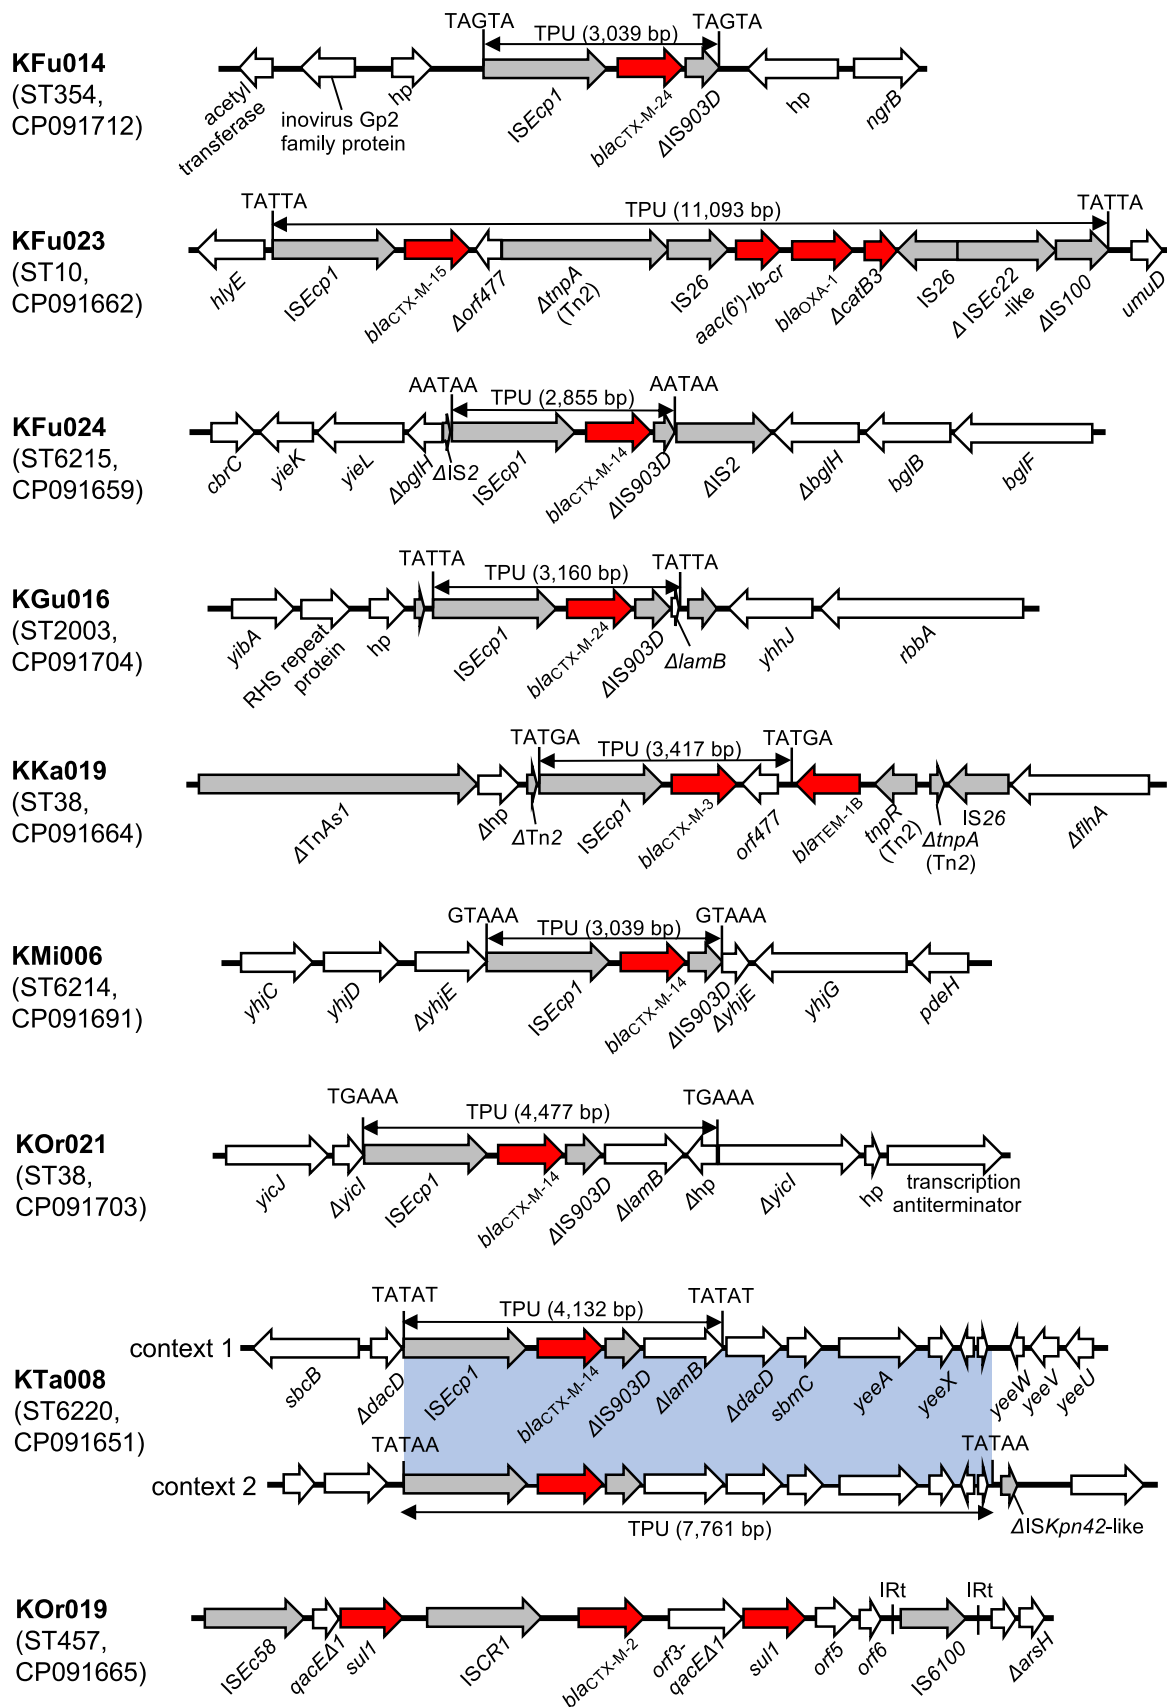 TAGTA TAGTA
TPU (3,039 bp)
KFu014
(ST354,
CP091712)
acetyl
transferase
inovirus Gp2
family protein
hp
ISEcp1
blaCTX-M-24
ΔIS903D
hp
ngrB
TATTA TATTA
TPU (11,093 bp)
KFu023
(ST10,
CP091662)
hlyE
ISEcp1
blaCTX-M-15
Δorf477
ΔtnpA
(Tn2)
IS26
aac(6')-Ib-cr
blaOXA-1
ΔcatB3
IS26
Δ ISEc22
-like
ΔIS100
umuD
AATAA AATAA
TPU (2,855 bp)
KFu024
(ST6215,
CP091659)
cbrC
yieK
yieL
ΔbglH
ΔIS2
ISEcp1
blaCTX-M-14
ΔIS903D
ΔIS2
ΔbglH
bglB
bglF
TATTA TATTA
TPU (3,160 bp)
KGu016
(ST2003,
CP091704)
yibA
RHS repeat
protein
hp
ISEcp1
blaCTX-M-24
ΔIS903D
ΔlamB
yhhJ
rbbA
TATGA TATGA
TPU (3,417 bp)
KKa019
(ST38,
CP091664)
ΔTnAs1
Δhp
ΔTn2
ISEcp1
blaCTX-M-3
orf477
blaTEM-1B
tnpR
(Tn2)
ΔtnpA
(Tn2)
IS26
ΔflhA
GTAAA GTAAA
TPU (3,039 bp)
KMi006
(ST6214,
CP091691)
yhjC
yhjD
ΔyhjE
ISEcp1
blaCTX-M-14
ΔIS903D
ΔyhjE
yhjG
pdeH
TGAAA TGAAA
TPU (4,477 bp)
KOr021
(ST38,
CP091703)
yicJ
ΔyicI
ISEcp1
blaCTX-M-14
ΔIS903D
ΔlamB
Δhp
ΔyicI
hp
transcription
antiterminator
TATAT TATAT
TPU (4,132 bp)
context 1
KTa008
(ST6220,
CP091651)
sbcB
ΔdacD
ISEcp1
blaCTX-M-14
ΔIS903D
ΔlamB
ΔdacD
sbmC
yeeA
yeeX
yeeW
yeeV
yeeU
TATAA TATAA
context 2
TPU (7,761 bp)
ΔISKpn42-like
IRt IRt
KOr019
(ST457,
CP091665)
ISEc58
qacEΔ1
sul1
ISCR1
blaCTX-M-2
orf3-
qacEΔ1
sul1
orf5
orf6
IS6100
ΔarsH